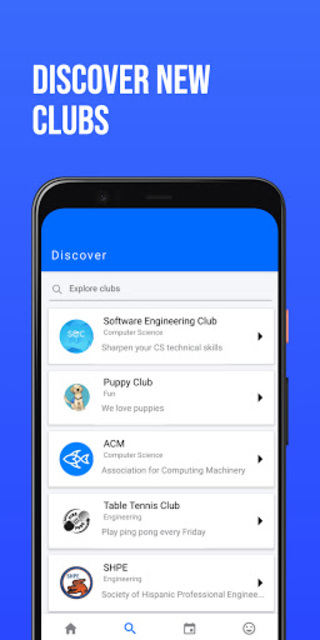 DISCOVER NEW
CLUBS
Discover
Explore clubs
Software Engineering Club
Computer Science
Sharpen your CS technical skills
Puppy Club
Fun
We love puppies
ACM
Computer Science
Association for Computing Machinery
Table Tennis Club
Engineering
Play ping pong every Friday
SHPE
SHPE
Engineering
Society of Hispanic Professional Enginee...